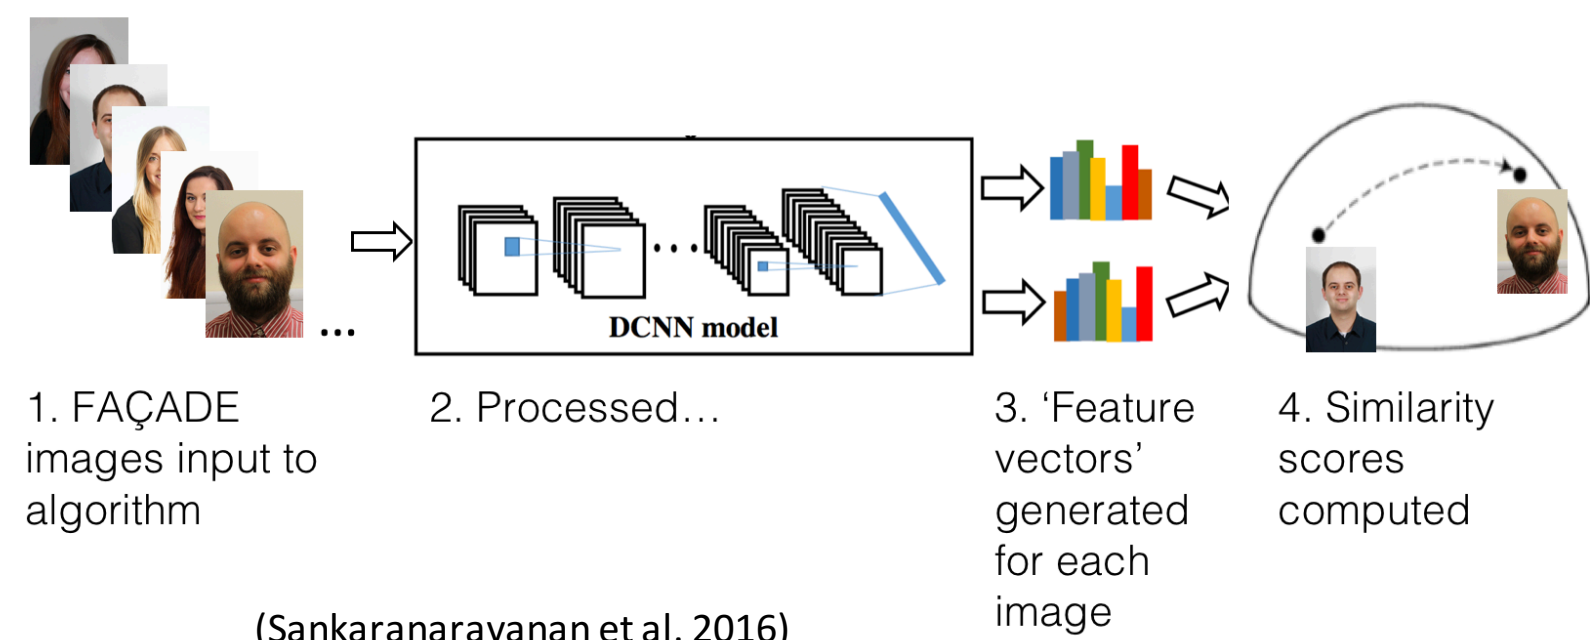 ...
DCNN model
1. FAÇADE
images input to
algorithm
2. Processed…
3. ‘Feature
vectors’
generated
for each
image
4. Similarity
scores
computed
(Sankaranarayanan et al. 2016)